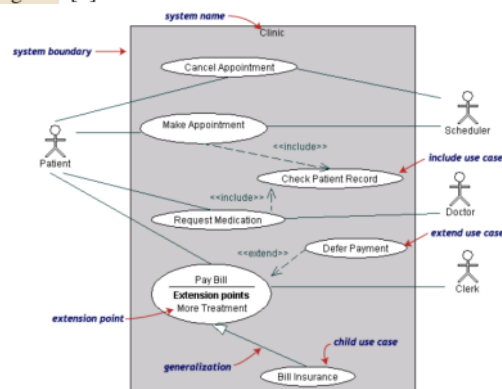 system name
Clinic
system boundary
Cancel Appointment
Scheduler
Make Appointment
Patient
<<include>>
include use case
Check Patient Record
<<include>>
Request Medication
Doctor
extend use case
Defer Payment
<<extend>>
Pay Bill
Extension points
More Treatment
Clerk
extension point
child use case
generalization
Bill Insurance